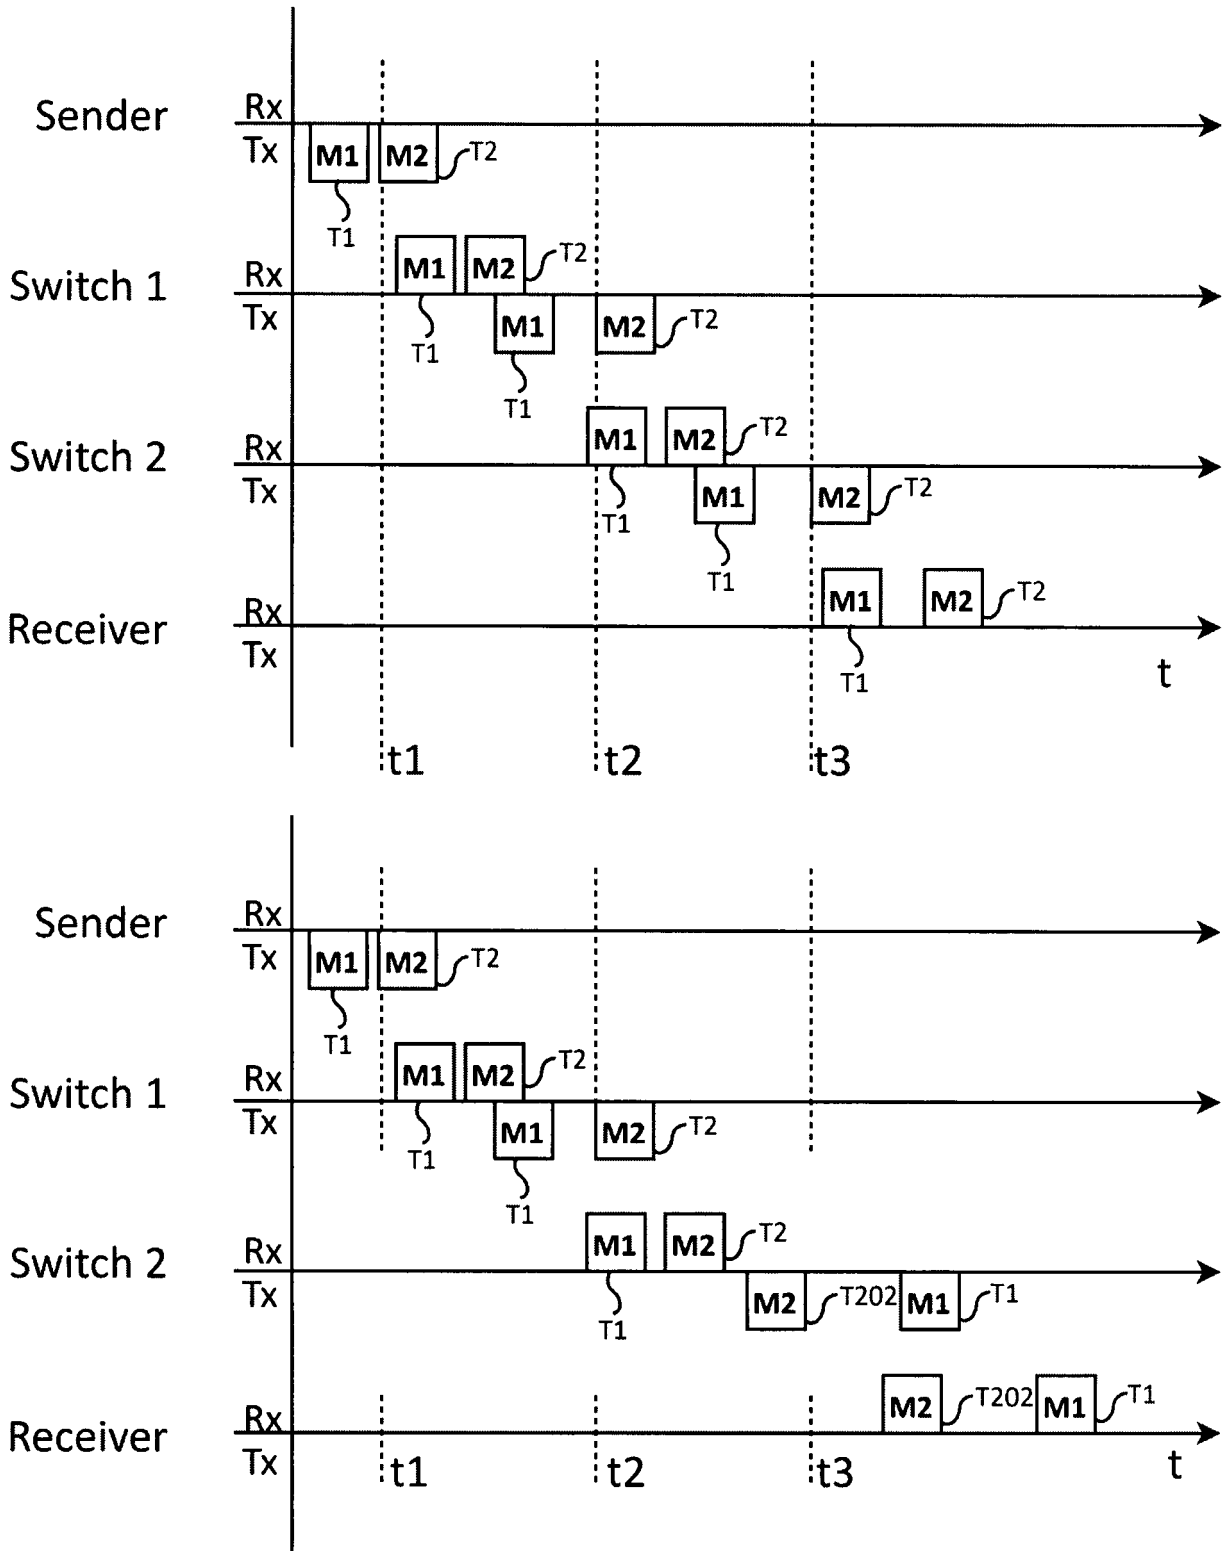 Sender
Rx
Tx
M1
M2
T2
T1
Switch 1
Rx
Tx
M1
M2
T2
T1
M1
M2
T2
T1
Switch 2
Rx
Tx
M1
M2
T2
T1
M1
M2
T2
T1
Receiver
Rx
Tx
M1
M2
T2
T1
t
t1
t2
t3
Sender
Rx
Tx
M1
M2
T2
T1
Switch 1
Rx
Tx
M1
M2
T2
T1
M1
M2
T2
T1
Switch 2
Rx
Tx
M1
M2
T2
T1
M2
T202
M1
T1
Receiver
Rx
Tx
M2
T202
M1
T1
t1
t2
t3
t